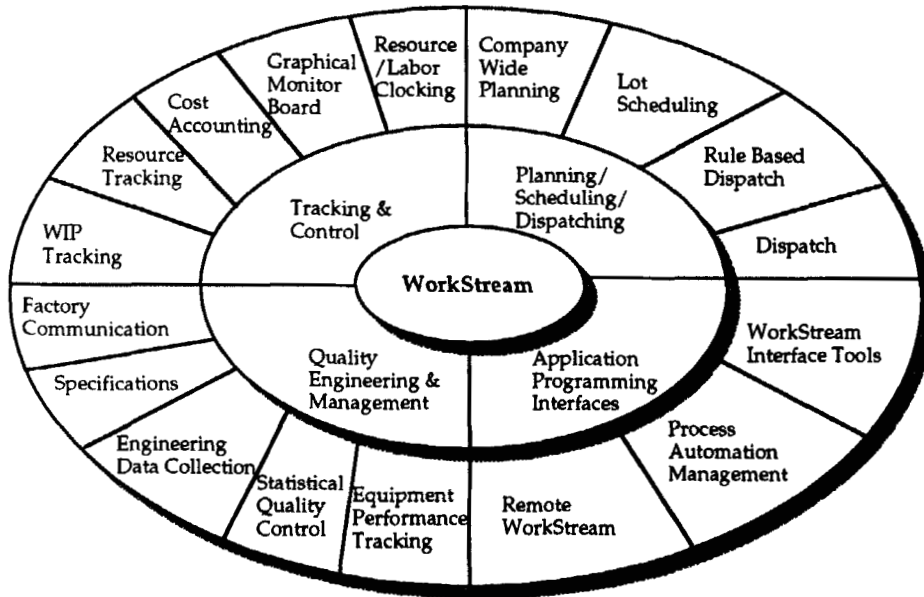 Resource
/Labor
Clocking
Company
Wide
Planning
Graphical
Monitor
Board
Lot
Scheduling
Cost
Accounting
Resource
Tracking
Rule Based
Dispatch
WIP
Tracking
Dispatch
Tracking &
Control
Planning/
Scheduling/
Dispatching
WorkStream
Factory
Communication
Specifications
Engineering
Data Collection
Statistical
Quality
Control
Equipment
Performance
Tracking
Quality
Engineering &
Management
Application
Programming
Interfaces
WorkStream
Interface Tools
Process
Automation
Management
Remote
WorkStream